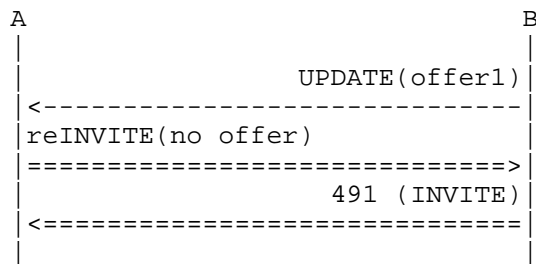 A B
UPDATE(offer1)
<------------------------------
reINVITE(no offer)
==============================>
491 (INVITE)
<==============================